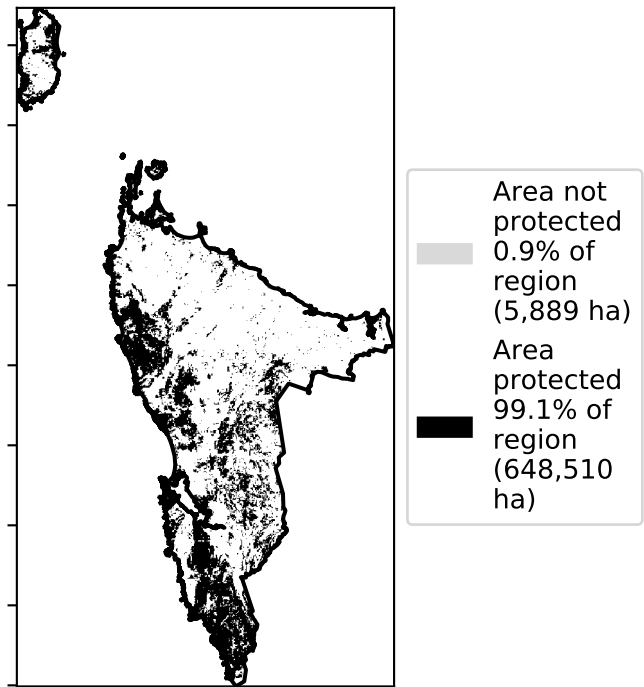 Area not
protected
0.9% of
region
(5,889 ha)
Area
protected
99.1% of
region
(648,510
ha)